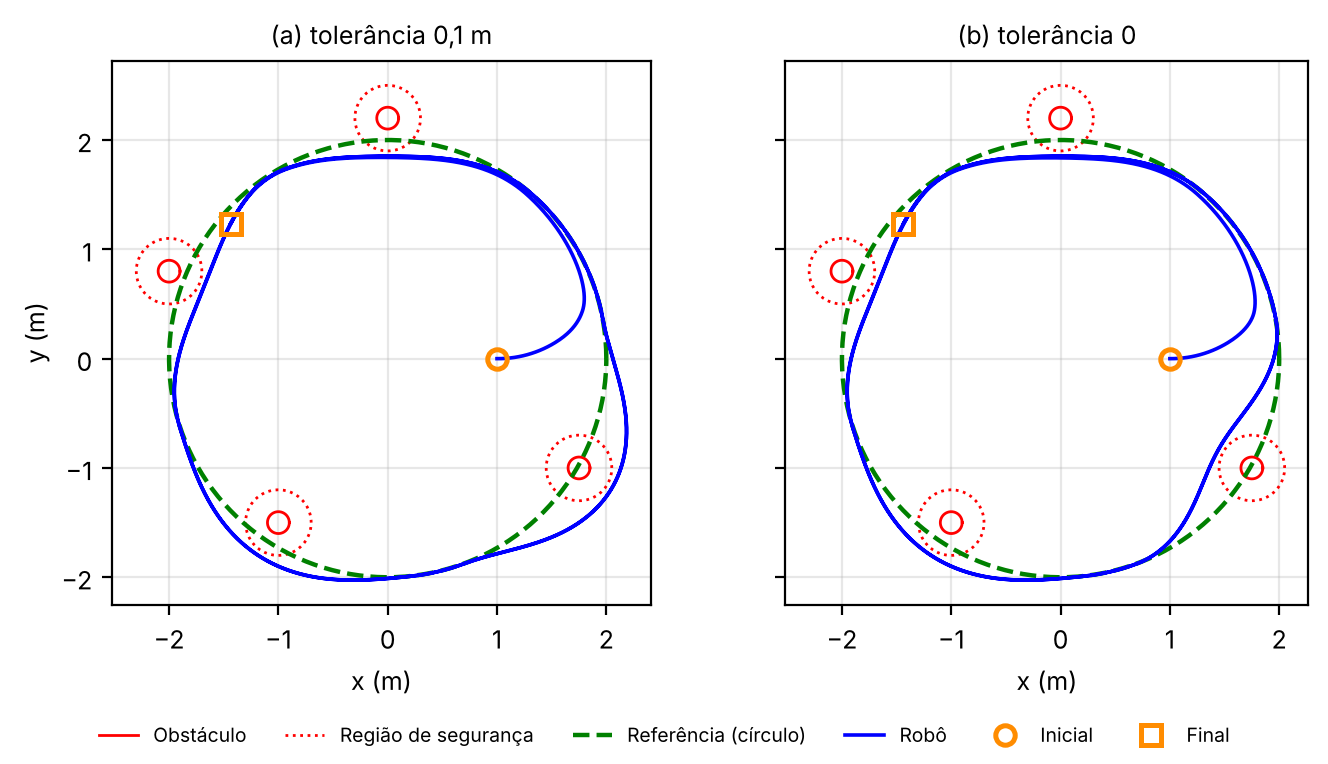 (a) tolerância 0,1 m
(b) tolerância 0
2
1
0
−1
−2
y (m)
−2 −1 0 1 2
−2 −1 0 1 2
x (m)
x (m)
Obstáculo
Região de segurança
Referência (círculo)
Robô
Inicial
Final